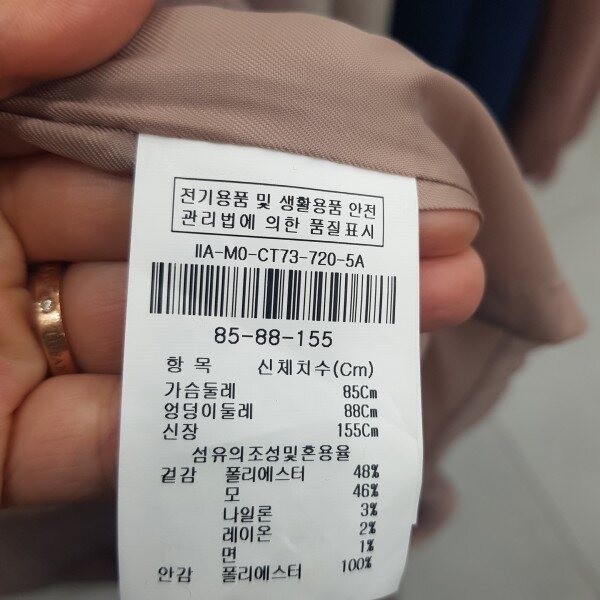 전기용품 및 생활용품 안전
관리법에 의한 품질표시
IIA-MO-CT73-720-5A
85-88-155
항 목 신체치수(Cm)
가슴둘레 85Cm
엉덩이둘레 88Cm
신장 155Cm
섬유의조성및혼용율
겉감 폴리에스터 48%
모 46%
나일론 3%
레이온 2%
면 1%
안감 폴리에스터 100%